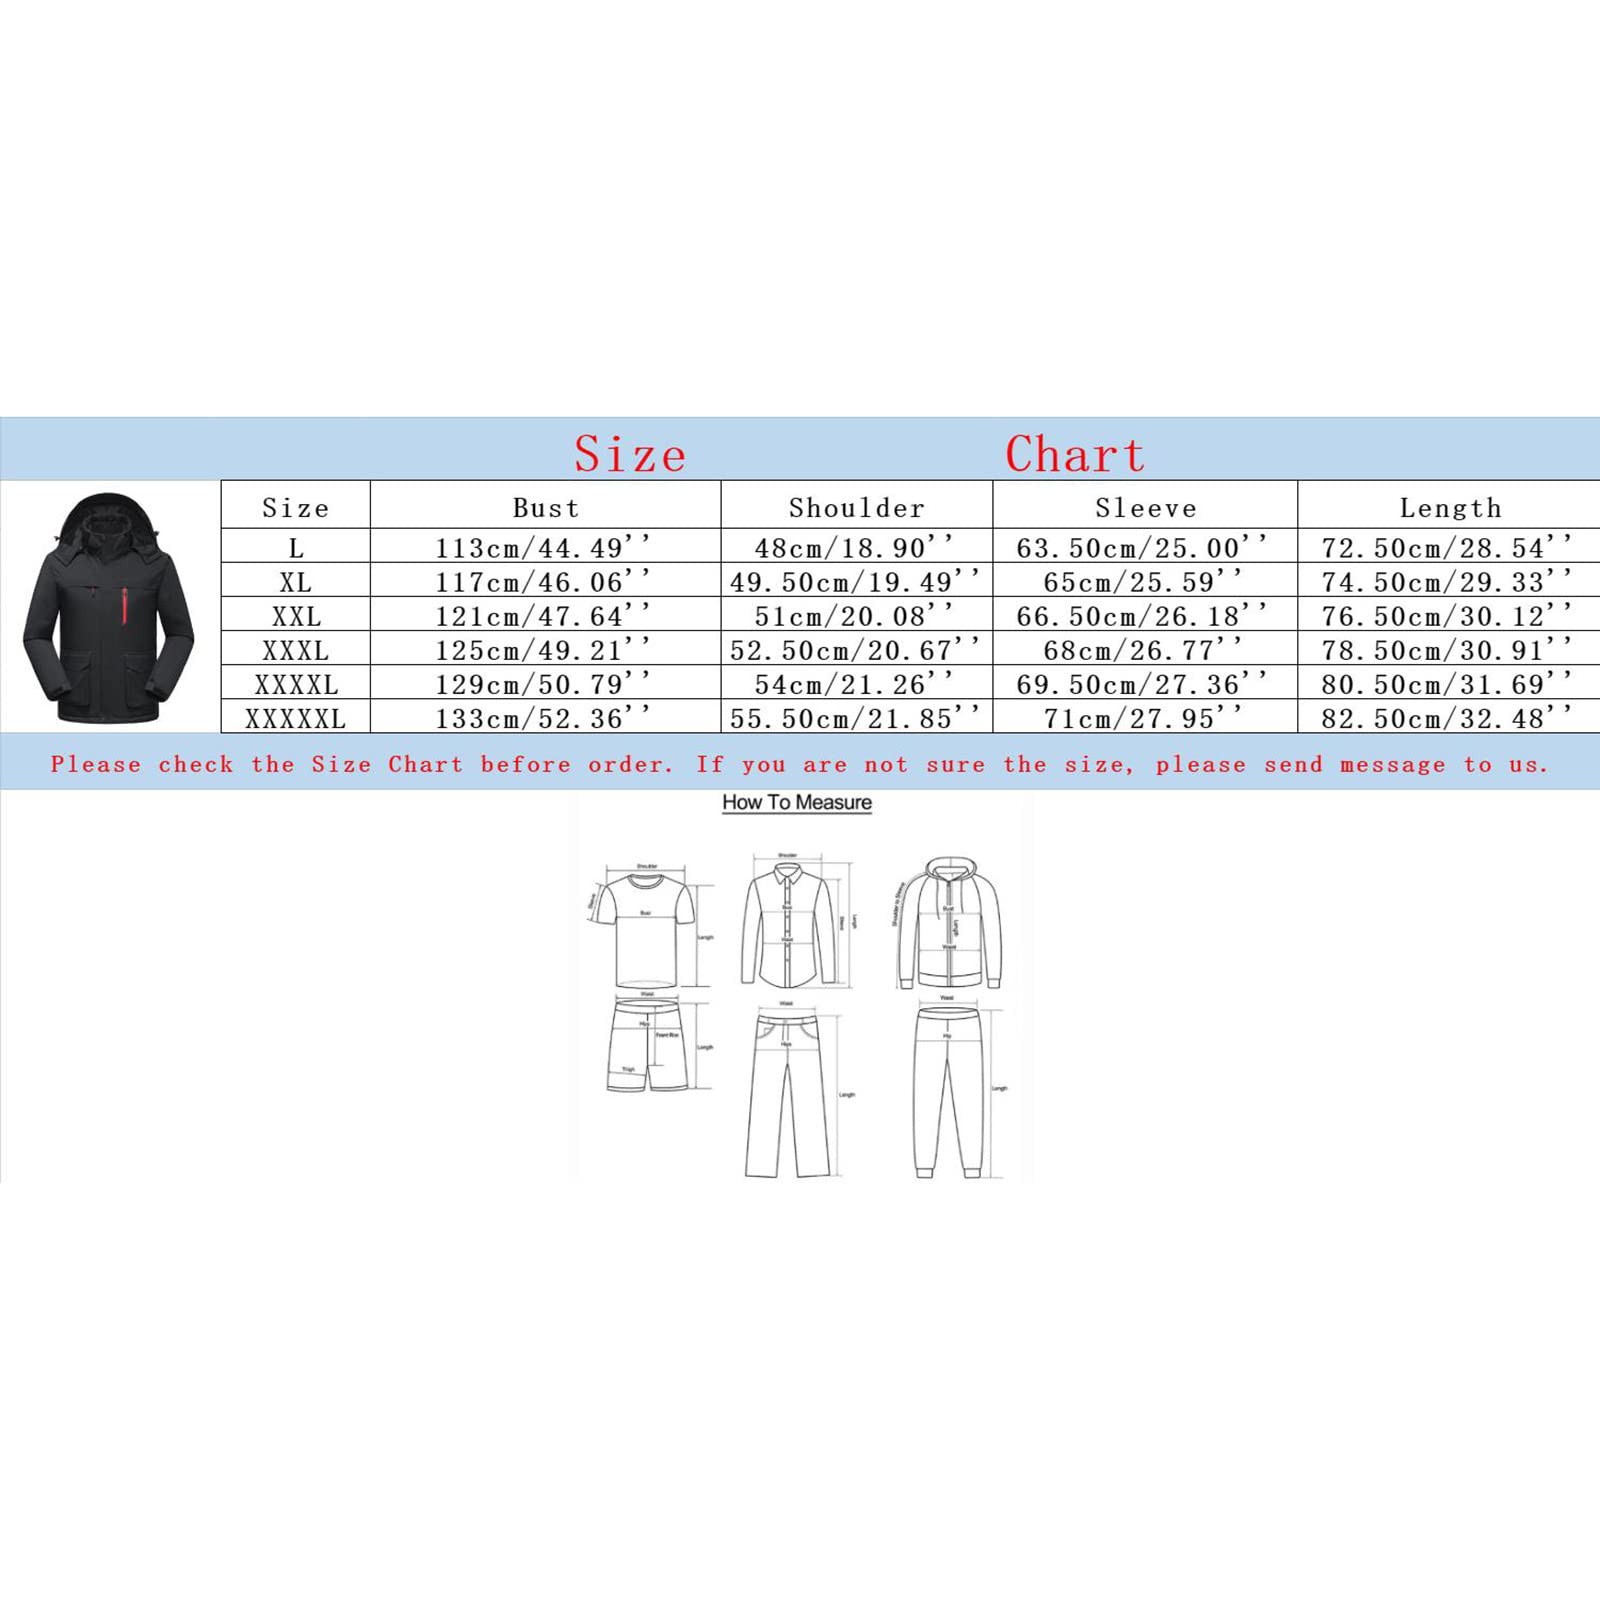 Size Chart
Size Bust Shoulder Sleeve Length
L 113cm/44.49'' 48cm/18.90'' 63.50cm/25.00'' 72.50cm/28.54''
XL 117cm/46.06'' 49.50cm/19.49'' 65cm/25.59'' 74.50cm/29.33''
XXL 121cm/47.64'' 51cm/20.08'' 66.50cm/26.18'' 76.50cm/30.12''
XXXL 125cm/49.21'' 52.50cm/20.67'' 68cm/26.77'' 78.50cm/30.91''
XXXXL 129cm/50.79'' 54cm/21.26'' 69.50cm/27.36'' 80.50cm/31.69''
XXXXXL 133cm/52.36'' 55.50cm/21.85'' 71cm/27.95'' 82.50cm/32.48''
Please check the Size Chart before order. If you are not sure the size, please send message to us.
How To Measure
Shoulder
Sleeve
Bust
Length
Shoulder
Bust
Waist
Sleeve
Length
Shoulder to Sleeve
Bust
Length
Waist
Waist
Hips
Front Rise
Thigh
Length
Waist
Hips
Length
Waist
Hip
Length